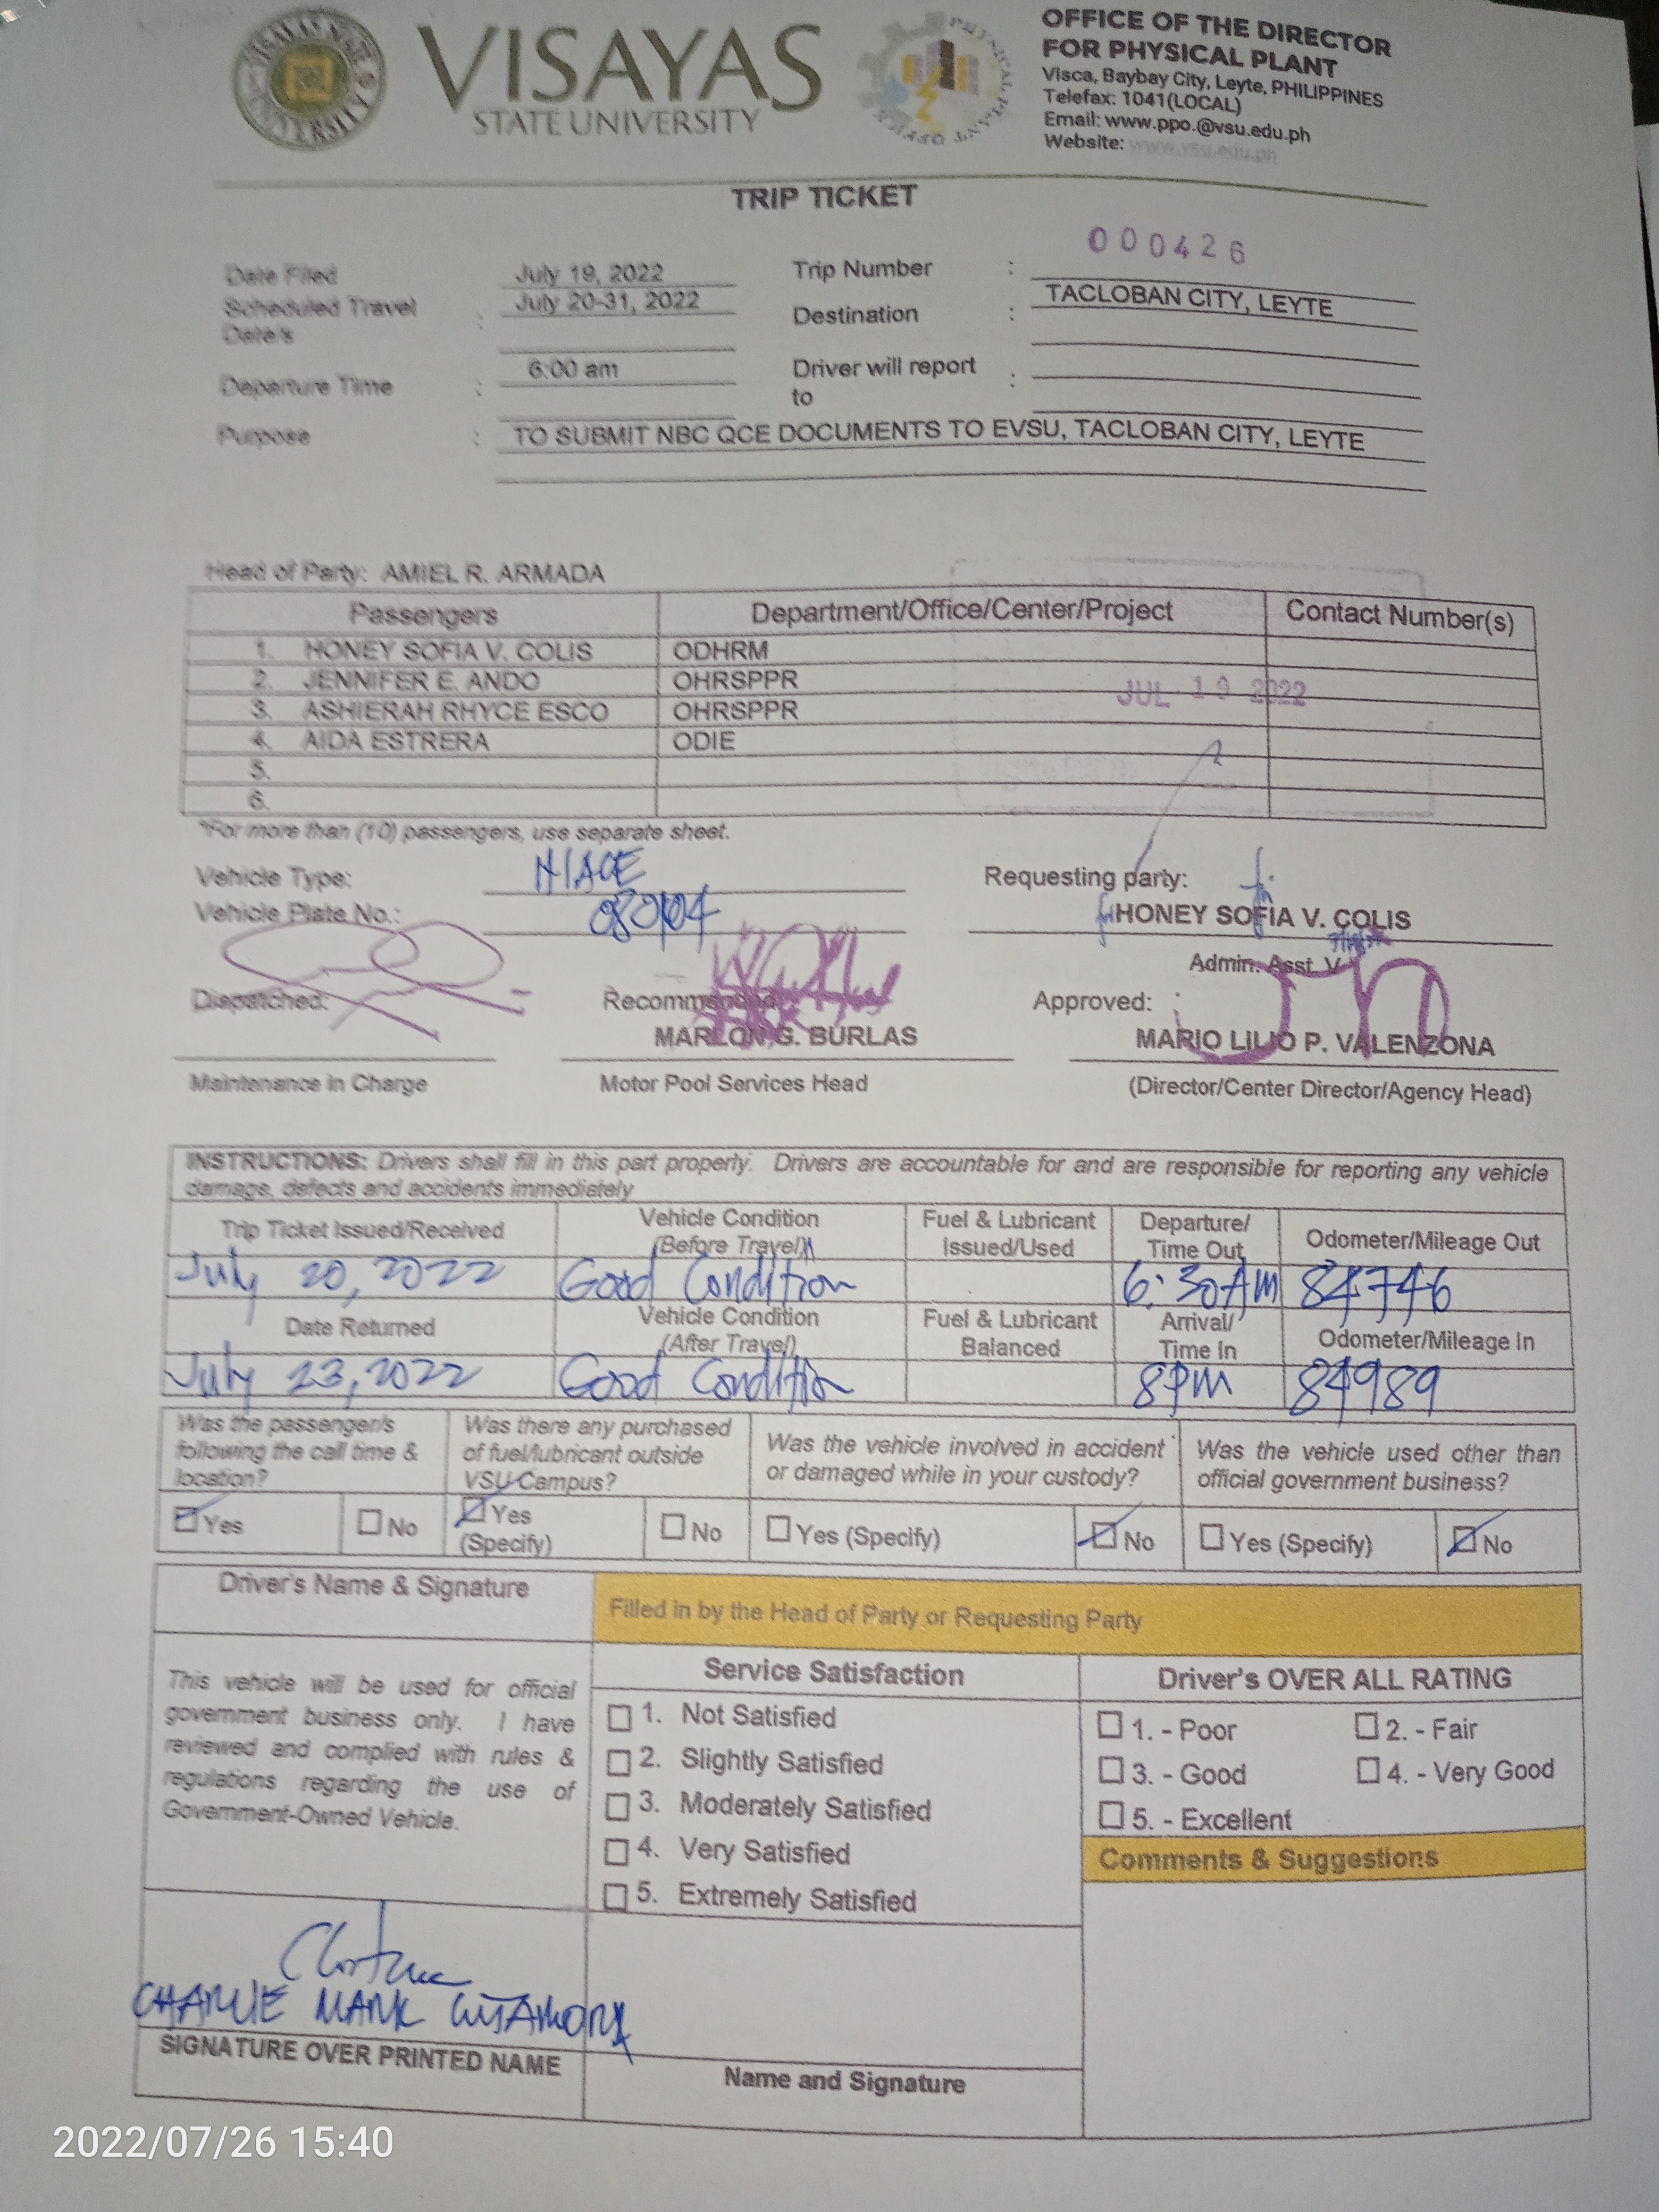 VISAYAS STATE UNIVERSITY
VISAYAS
STATE UNIVERSITY
PHYSICAL PLANT OFFICE
OFFICE OF THE DIRECTOR
FOR PHYSICAL PLANT
Visca, Baybay City, Leyte, PHILIPPINES
Telefax: 1041(LOCAL)
Email: www.ppo.@vsu.edu.ph
Website: www.vsu.edu.ph
TRIP TICKET
000426
Date Filed July 19, 2022 Trip Number :
Scheduled Travel Date/s : July 20-31, 2022 Destination : TACLOBAN CITY, LEYTE
Departure Time : 6:00 am Driver will report to :
Purpose : TO SUBMIT NBC QCE DOCUMENTS TO EVSU, TACLOBAN CITY, LEYTE
Head of Party: AMIEL R. ARMADA
Passengers Department/Office/Center/Project Contact Number(s)
1. HONEY SOFIA V. COLIS ODHRM
2. JENNIFER E. ANDO OHRSPPR
JUL 19 2022
3. ASHIERAH RHYCE ESCO OHRSPPR
4. AIDA ESTRERA ODIE
5.
6.
*For more than (10) passengers, use separate sheet.
Vehicle Type: HIACE Requesting party:
Vehicle Plate No.: HONEY SOFIA V. COLIS
Admin. Asst. V
Dispatched: Recommended: Approved:
MARLON G. BURLAS MARIO LILIO P. VALENZONA
Maintenance in Charge Motor Pool Services Head (Director/Center Director/Agency Head)
INSTRUCTIONS: Drivers shall fill in this part properly. Drivers are accountable for and are responsible for reporting any vehicle
damage, defects and accidents immediately
Trip Ticket Issued/Received Vehicle Condition (Before Travel) Fuel & Lubricant Issued/Used Departure/ Time Out Odometer/Mileage Out
July 20, 2022 Good Condition 6:30AM 84746
Date Returned Vehicle Condition (After Travel) Fuel & Lubricant Balanced Arrival/ Time In Odometer/Mileage In
July 23, 2022 Good Condition 8PM 84989
Was the passenger/s following the call time & location?
Was there any purchased of fuel/lubricant outside VSU Campus?
Was the vehicle involved in accident or damaged while in your custody?
Was the vehicle used other than official government business?
Yes No Yes (Specify) No Yes (Specify) No Yes (Specify) No
Driver's Name & Signature
Filled in by the Head of Party or Requesting Party
This vehicle will be used for official
government business only. I have
reviewed and complied with rules &
regulations regarding the use of
Government-Owned Vehicle.
Service Satisfaction
1. Not Satisfied
2. Slightly Satisfied
3. Moderately Satisfied
4. Very Satisfied
5. Extremely Satisfied
Driver's OVER ALL RATING
1. - Poor 2. - Fair
3. - Good 4. - Very Good
5. - Excellent
Comments & Suggestions
CHARLIE MARK
SIGNATURE OVER PRINTED NAME
Name and Signature
2022/07/26 15:40